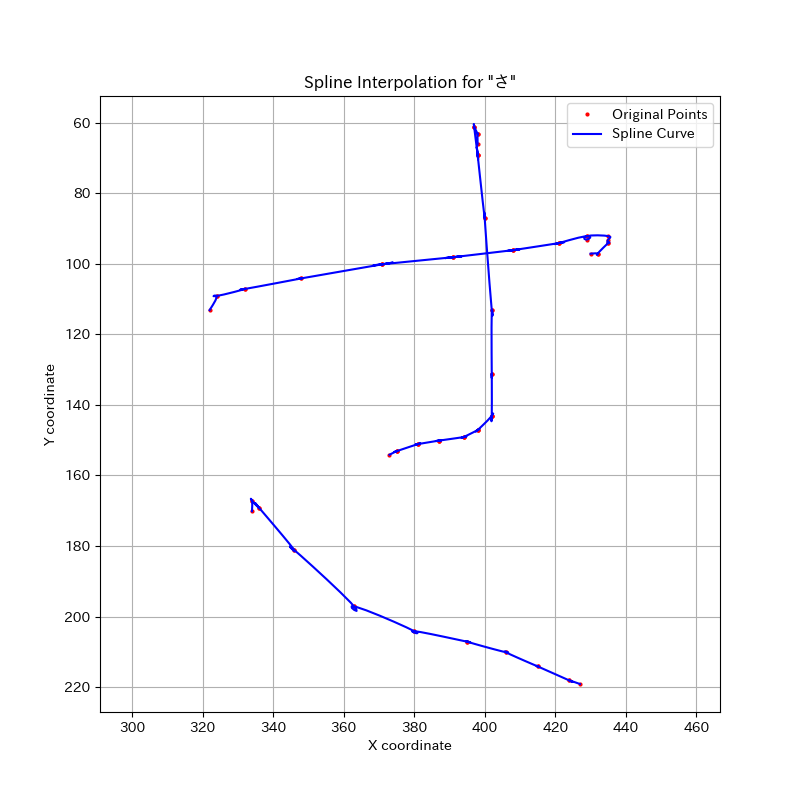 Spline Interpolation for "さ"
Original Points
Spline Curve
Y coordinate
60
80
100
120
140
160
180
200
220
300 320 340 360 380 400 420 440 460
X coordinate